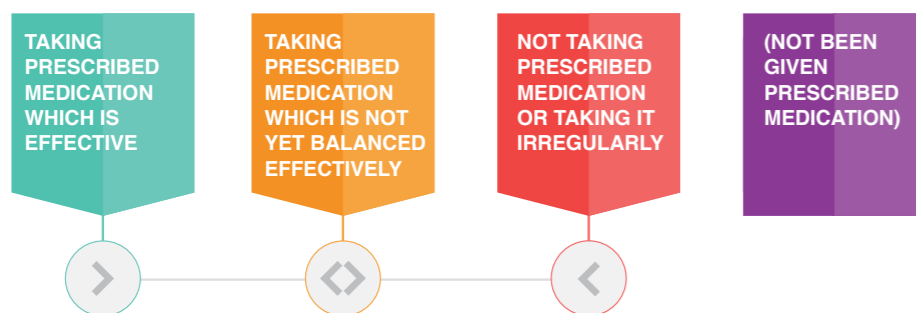 TAKING
PRESCRIBED
MEDICATION
WHICH IS
EFFECTIVE
TAKING
PRESCRIBED
MEDICATION
WHICH IS NOT
YET BALANCED
EFFECTIVELY
NOT TAKING
PRESCRIBED
MEDICATION
OR TAKING IT
IRREGULARLY
(NOT BEEN
GIVEN
PRESCRIBED
MEDICATION)